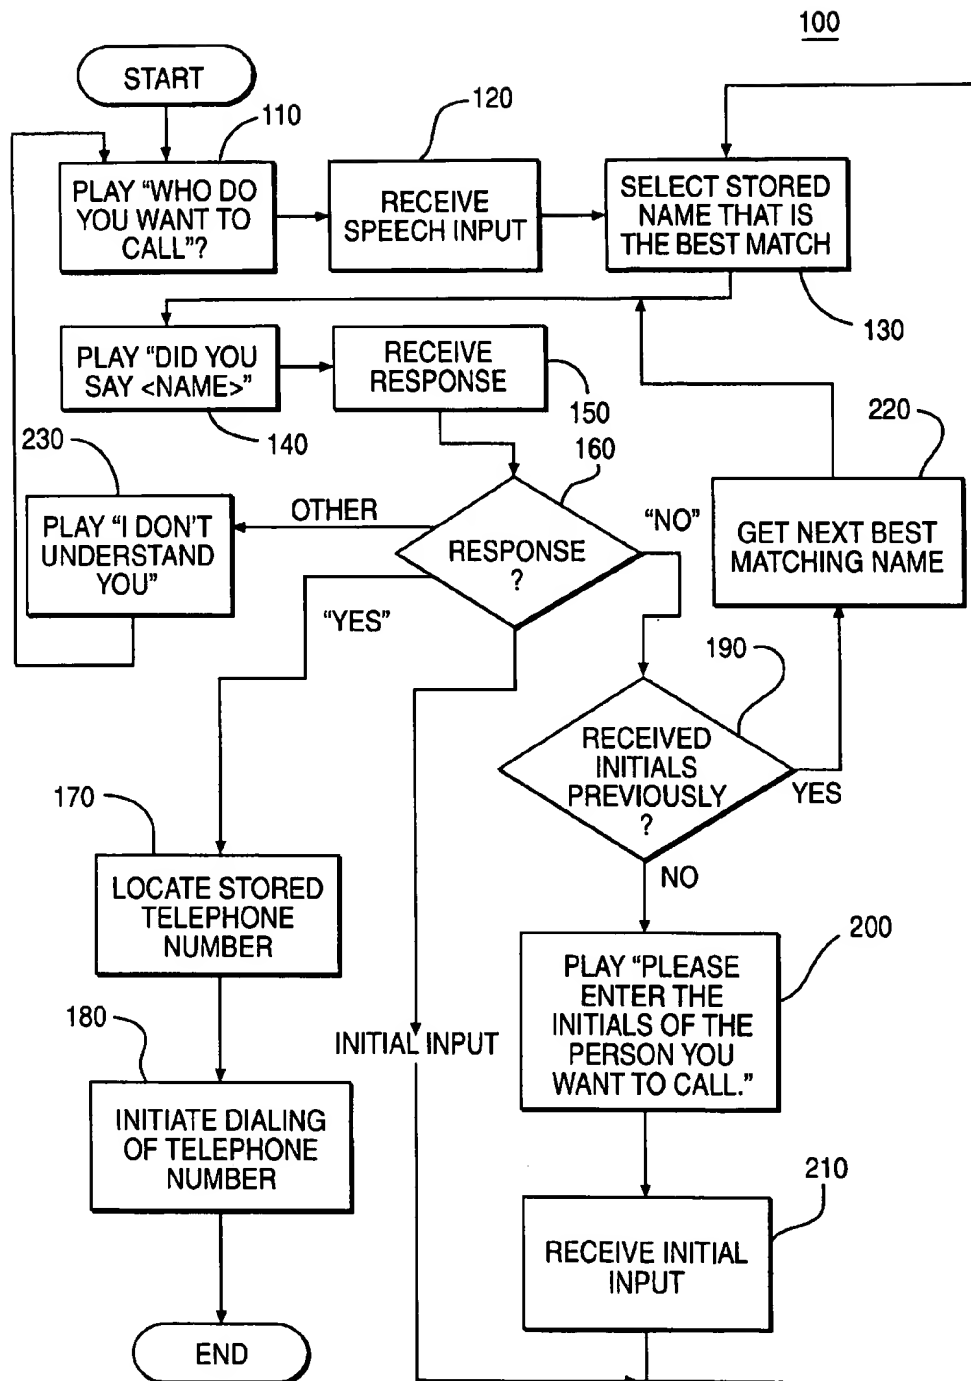 100
START
110
PLAY “WHO DO
YOU WANT TO
CALL”?
120
RECEIVE
SPEECH INPUT
SELECT STORED
NAME THAT IS
THE BEST MATCH
130
PLAY “DID YOU
SAY <NAME>”
140
RECEIVE
RESPONSE
150
160
RESPONSE
?
OTHER
“NO”
“YES”
230
PLAY “I DON'T
UNDERSTAND
YOU”
220
GET NEXT BEST
MATCHING NAME
190
RECEIVED
INITIALS
PREVIOUSLY
?
YES
NO
170
LOCATE STORED
TELEPHONE
NUMBER
180
INITIATE DIALING
OF TELEPHONE
NUMBER
END
INITIAL INPUT
200
PLAY “PLEASE
ENTER THE
INITIALS OF THE
PERSON YOU
WANT TO CALL.”
210
RECEIVE INITIAL
INPUT